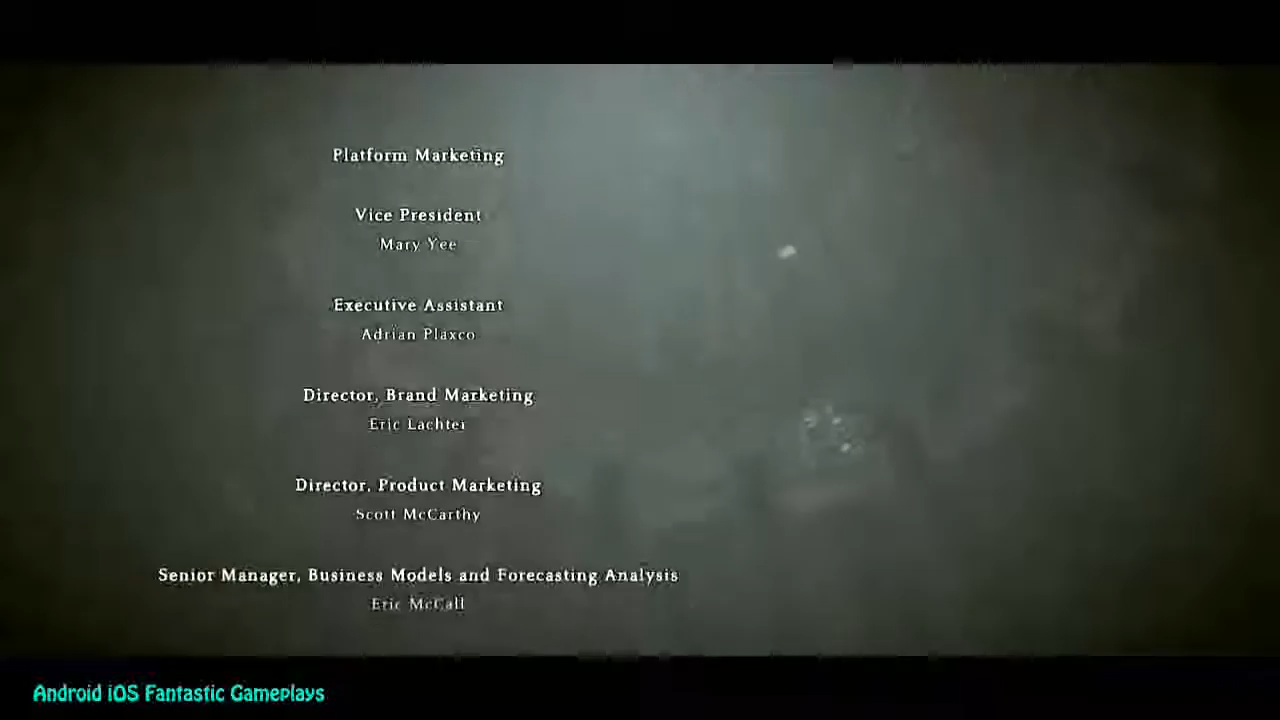 Platform Marketing
Vice President
Mary Yee
Executive Assistant
Adrian Plaxco
Director, Brand Marketing
Eric Lachter
Director, Product Marketing
Scott McCarthy
Senior Manager, Business Models and Forecasting Analysis
Eric McCall
Android iOS Fantastic Gameplays